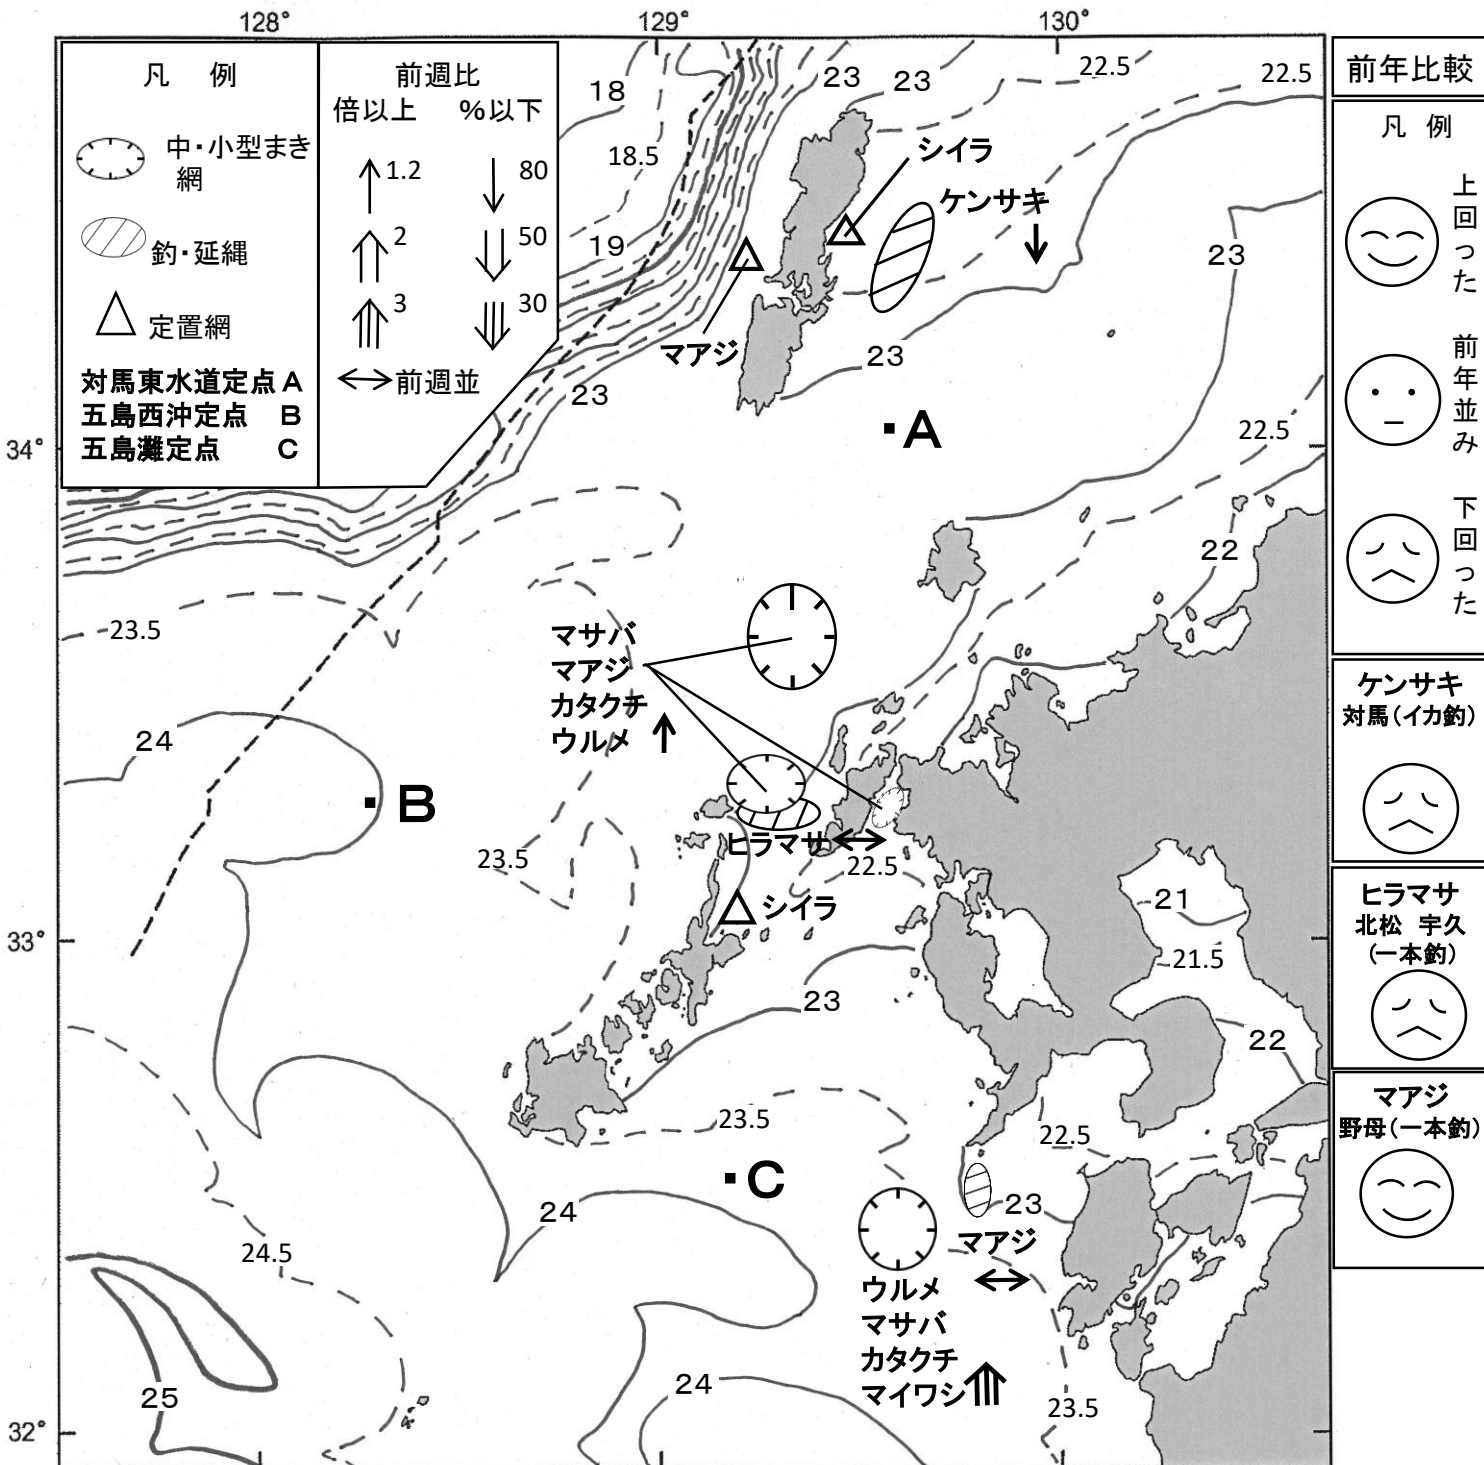 128°
129°
130°
凡 例
中・小型まき
網
釣・延縄
定置網
対馬東水道定点 A
五島西沖定点 B
五島灘定点 C
前週比
倍以上 %以下
1.2
80
2
50
3
30
前週並
18
18.5
19
23
23
22.5
22.5
シイラ
ケンサキ
23
マアジ
23
23
A
22.5
34°
22
23.5
マサバ
マアジ
カタクチ
ウルメ
24
B
23.5
ヒラマサ
22.5
シイラ
21
21.5
33°
23
22
23.5
22.5
C
24
23
マアジ
24.5
ウルメ
マサバ
カタクチ
マイワシ
25
24
23.5
32°
前年比較
凡 例
上回った
前年並み
下回った
ケンサキ
対馬(イカ釣)
ヒラマサ
北松 宇久
(一本釣)
マアジ
野母(一本釣)